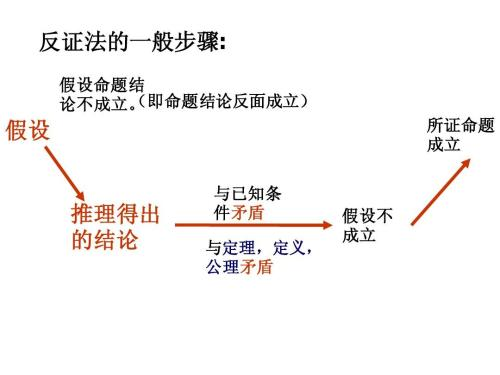 反证法的一般步骤:
假设命题结
论不成立。（即命题结论反面成立）
假设
所证命题
成立
推理得出
的结论
与已知条
件矛盾
假设不
成立
与定理，定义，
公理矛盾